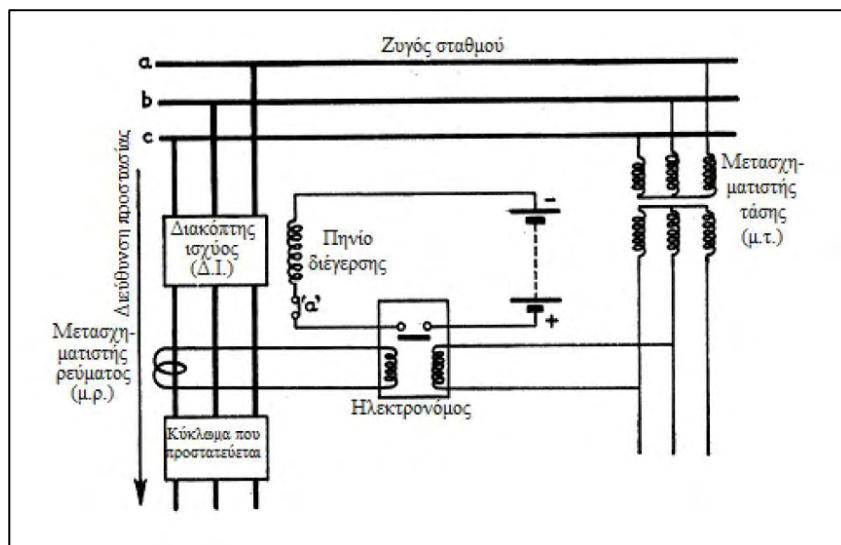 Ζυγός σταθμού
a
b
c
Διεύθυνση προστασίας
Διακόπτης
ισχύος
(Δ.Ι.)
Πηνίο
διέγερσης
'a'
-
+
Μετασχη-
ματιστής
τάσης
(μ.τ.)
Μετασχη-
ματιστής
ρεύματος
(μ.ρ.)
Ηλεκτρονόμος
Κύκλωμα που
προστατεύεται